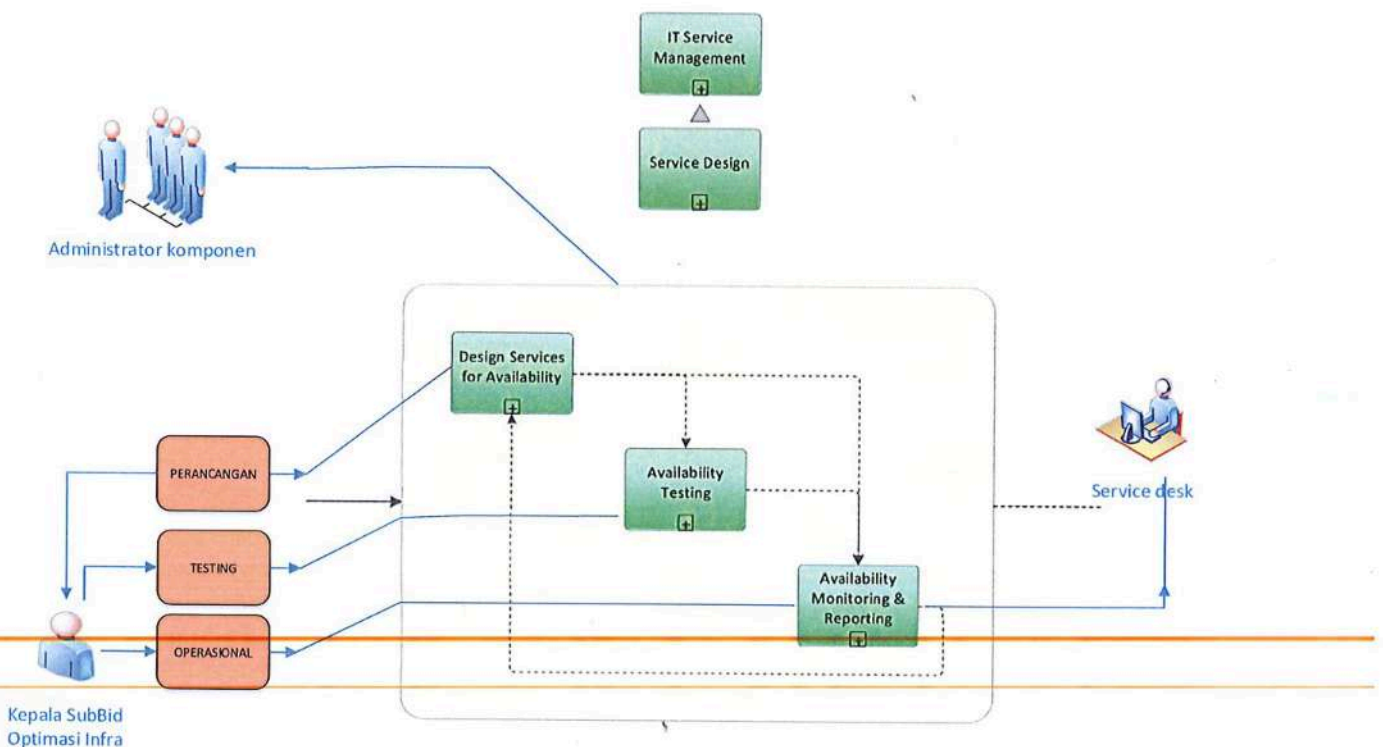 IT Service
Management
Service Design
Administrator komponen
Design Services
for Availability
PERANCANGAN
Availability
Testing
Service desk
TESTING
Availability
Monitoring &
Reporting
OPERASIONAL
Kepala SubBid
Optimasi Infra